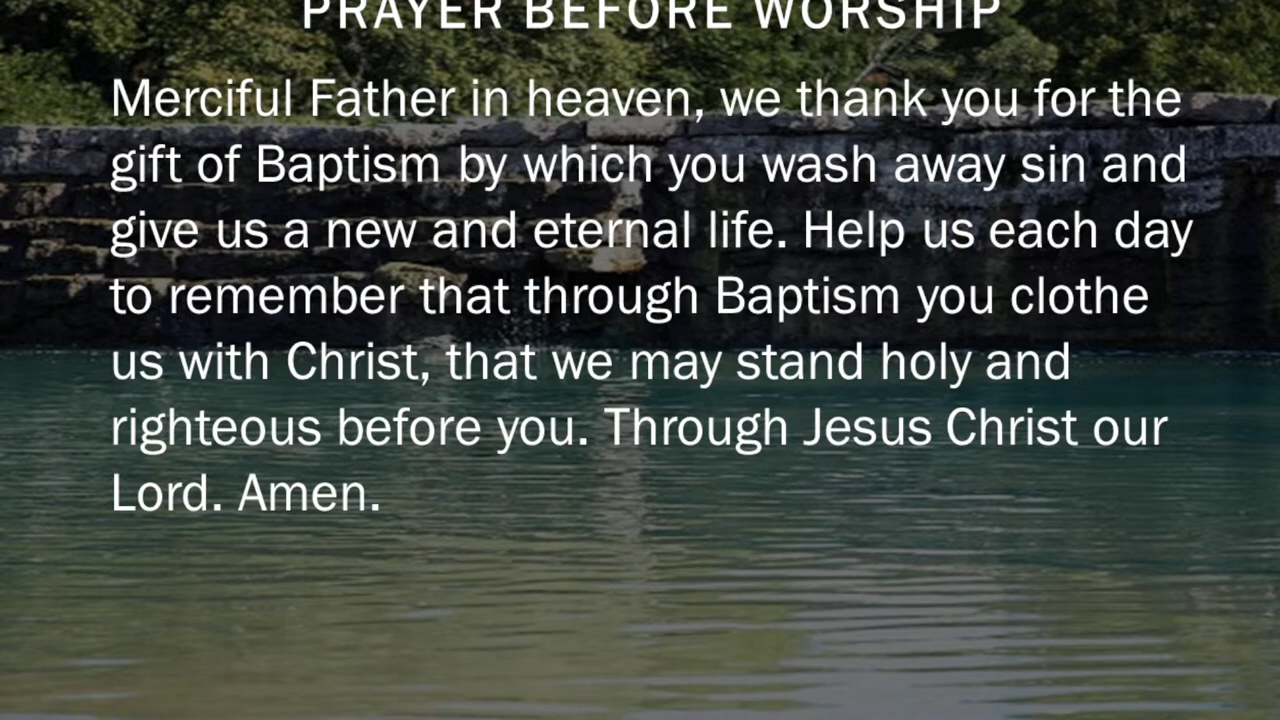 PRAYER BEFORE WORSHIP
Merciful Father in heaven, we thank you for the
gift of Baptism by which you wash away sin and
give us a new and eternal life. Help us each day
to remember that through Baptism you clothe
us with Christ, that we may stand holy and
righteous before you. Through Jesus Christ our
Lord. Amen.